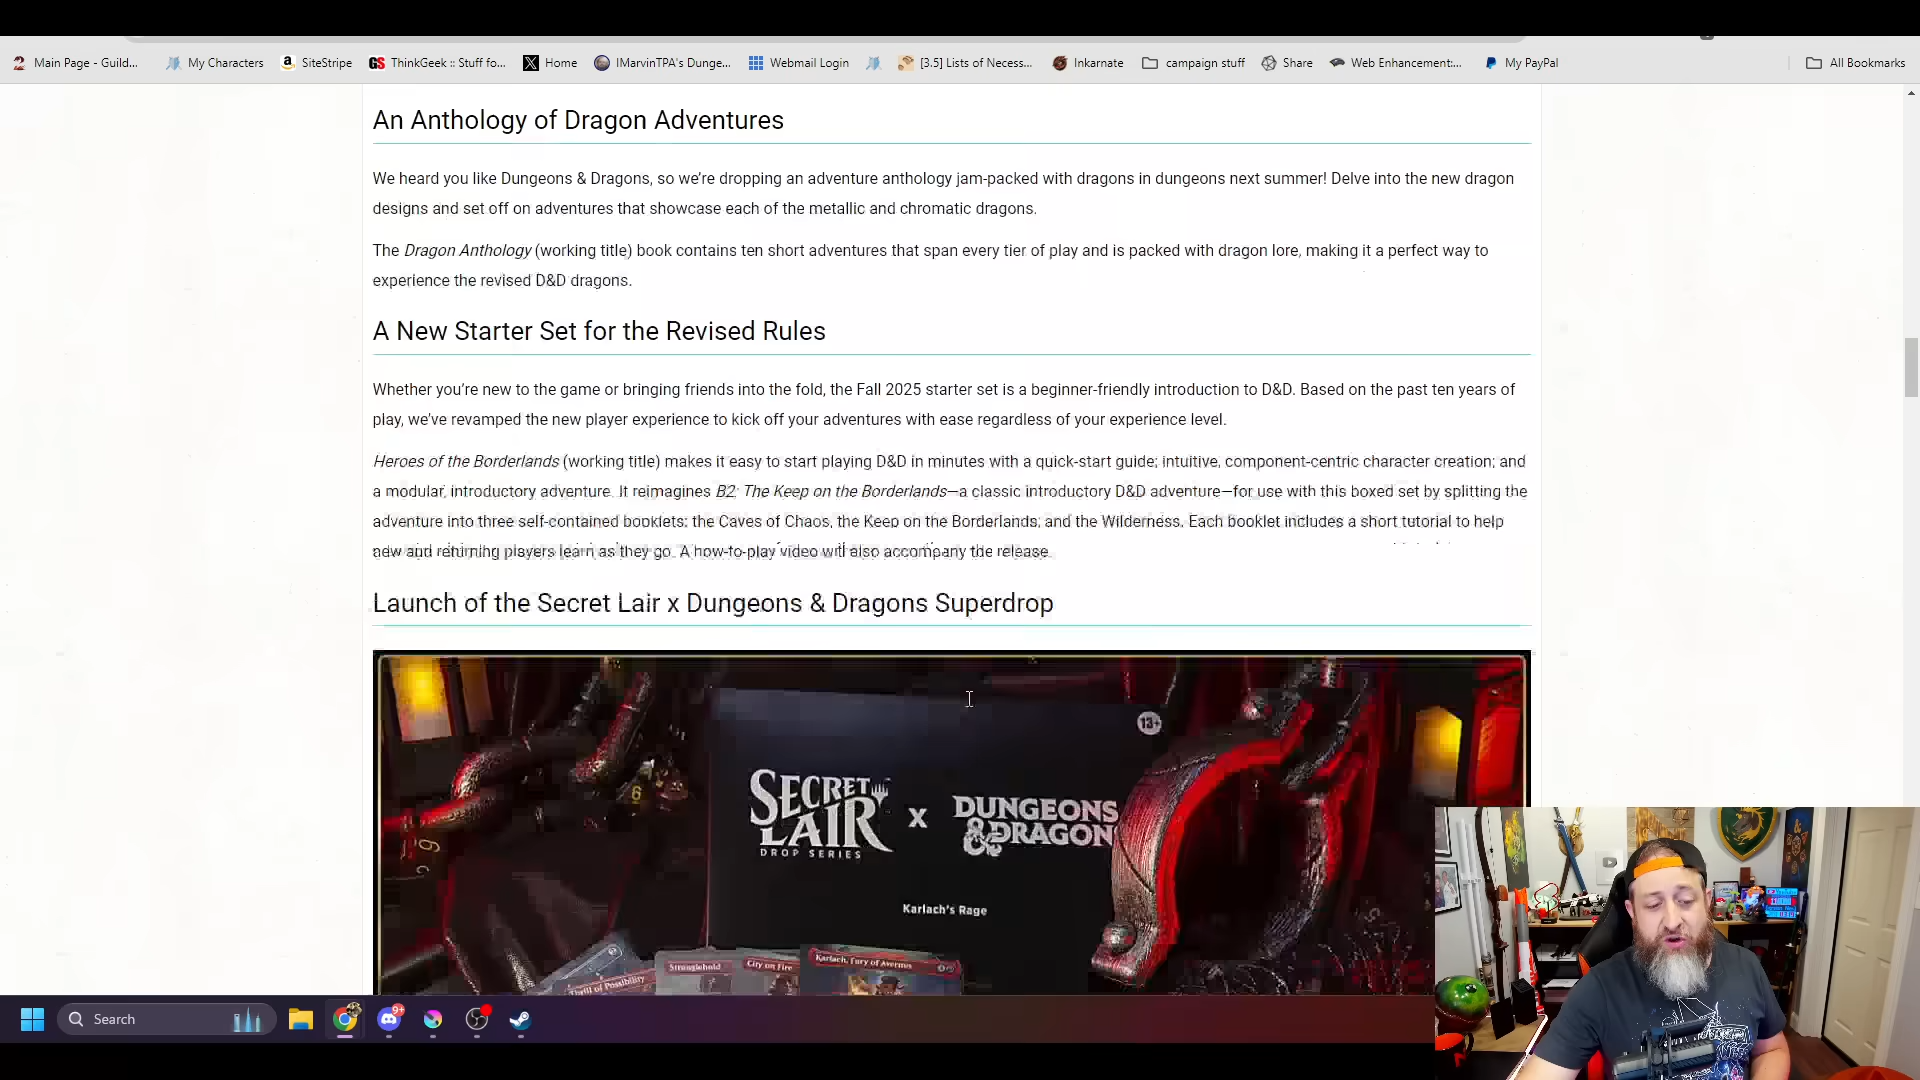 Main Page - Guild...
My Characters
SiteStripe
ThinkGeek :: Stuff fo...
Home
IMarvinTPA's Dunge...
Webmail Login
[3.5] Lists of Necess...
Inkarnate
campaign stuff
Share
Web Enhancement:...
My PayPal
All Bookmarks
An Anthology of Dragon Adventures
We heard you like Dungeons & Dragons, so we're dropping an adventure anthology jam-packed with dragons in dungeons next summer! Delve into the new dragon
designs and set off on adventures that showcase each of the metallic and chromatic dragons.
The Dragon Anthology (working title) book contains ten short adventures that span every tier of play and is packed with dragon lore, making it a perfect way to
experience the revised D&D dragons.
A New Starter Set for the Revised Rules
Whether you're new to the game or bringing friends into the fold, the Fall 2025 starter set is a beginner-friendly introduction to D&D. Based on the past ten years of
play, we've revamped the new player experience to kick off your adventures with ease regardless of your experience level.
Heroes of the Borderlands (working title) makes it easy to start playing D&D in minutes with a quick-start guide; intuitive, component-centric character creation; and
a modular, introductory adventure. It reimagines B2: The Keep on the Borderlands—a classic introductory D&D adventure—for use with this boxed set by splitting the
adventure into three self-contained booklets: the Caves of Chaos, the Keep on the Borderlands, and the Wilderness. Each booklet includes a short tutorial to help
new and returning players learn as they go. A how-to-play video will also accompany the release.
Launch of the Secret Lair x Dungeons & Dragons Superdrop
13+
SECRET
LAIR
DROP SERIES
X
DUNGEONS
& DRAGON
Karlach's Rage
6
6
Thrill of Possibility
Stranglehold
City on Fire
Karlach, Fury of Avernus
Search
9+